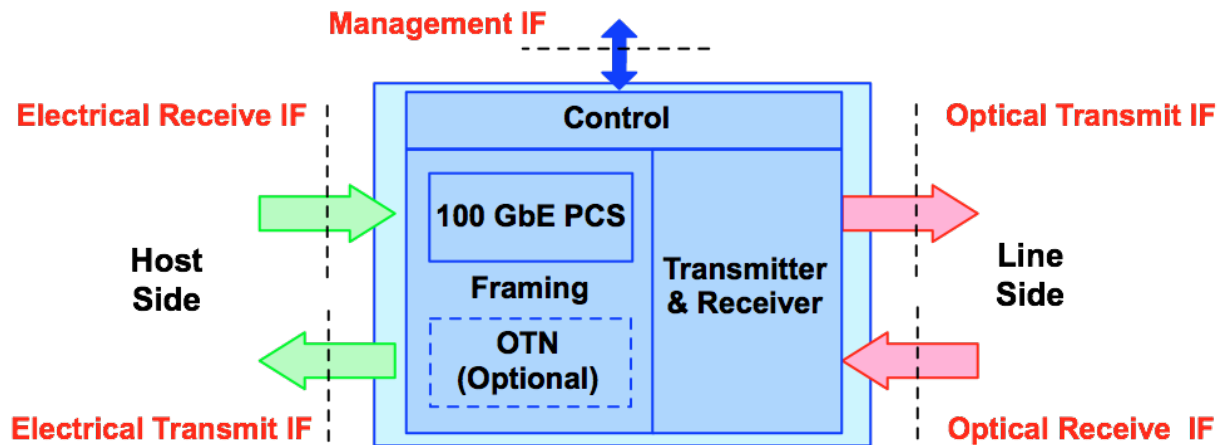 Management IF
Electrical Receive IF
Optical Transmit IF
Control
100 GbE PCS
Host
Side
Framing
Transmitter
& Receiver
Line
Side
OTN
(Optional)
Electrical Transmit IF
Optical Receive IF